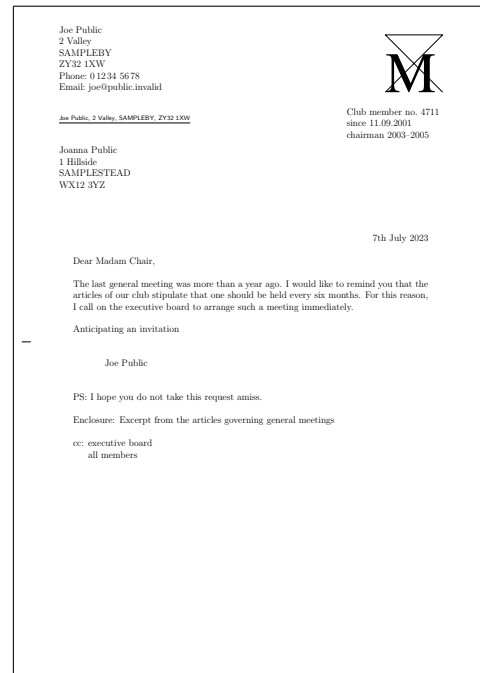 Joe Public
2 Valley
SAMPLEBY
ZY32 1XW
Phone: 0 12 34 56 78
Email: joe@public.invalid
M
Club member no. 4711
since 11.09.2001
chairman 2003–2005
Joe Public, 2 Valley, SAMPLEBY, ZY32 1XW
Joanna Public
1 Hillside
SAMPLESTEAD
WX12 3YZ
7th July 2023
Dear Madam Chair,
The last general meeting was more than a year ago. I would like to remind you that the
articles of our club stipulate that one should be held every six months. For this reason,
I call on the executive board to arrange such a meeting immediately.
Anticipating an invitation
Joe Public
PS: I hope you do not take this request amiss.
Enclosure: Excerpt from the articles governing general meetings
cc: executive board
all members